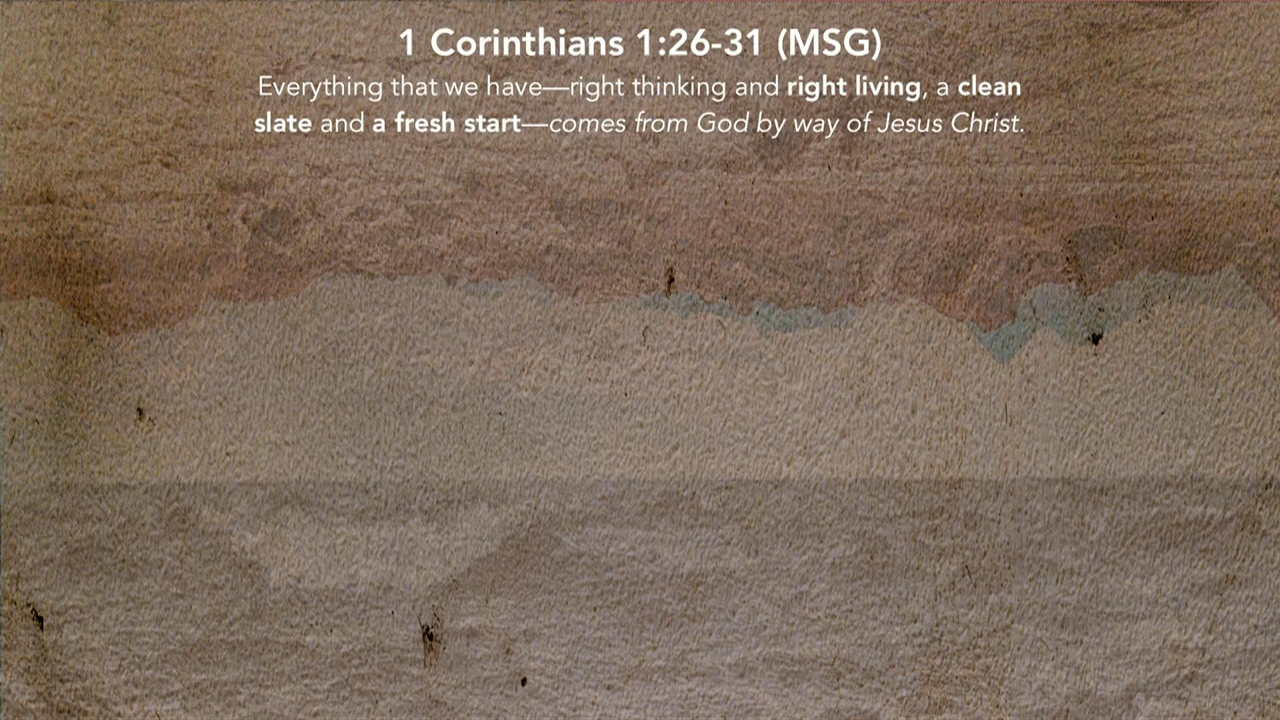 1 Corinthians 1:26-31 (MSG)
Everything that we have—right thinking and right living, a clean
slate and a fresh start—comes from God by way of Jesus Christ.